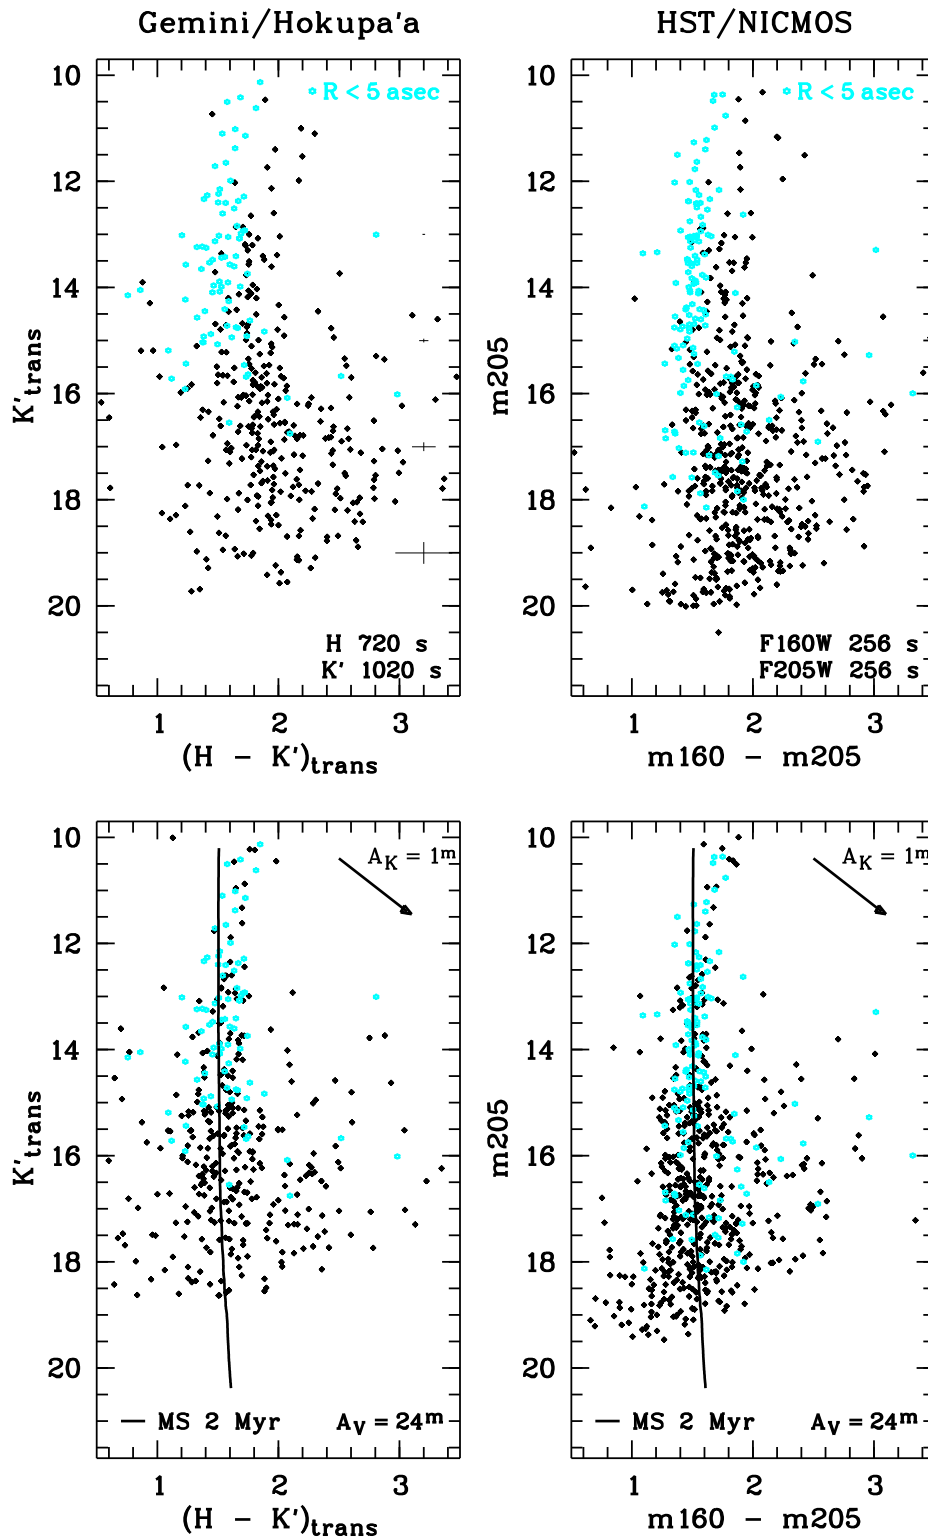 Gemini/Hokupa'a
HST/NICMOS
10
12
14
16
18
20
K'trans
R < 5 asec
H 720 s
K' 1020 s
1 2 3
(H − K')trans
10
12
14
16
18
20
m205
R < 5 asec
F160W 256 s
F205W 256 s
1 2 3
m160 − m205
10
12
14
16
18
20
K'trans
AK = 1m
MS 2 Myr AV = 24m
1 2 3
(H − K')trans
10
12
14
16
18
20
m205
AK = 1m
MS 2 Myr AV = 24m
1 2 3
m160 − m205